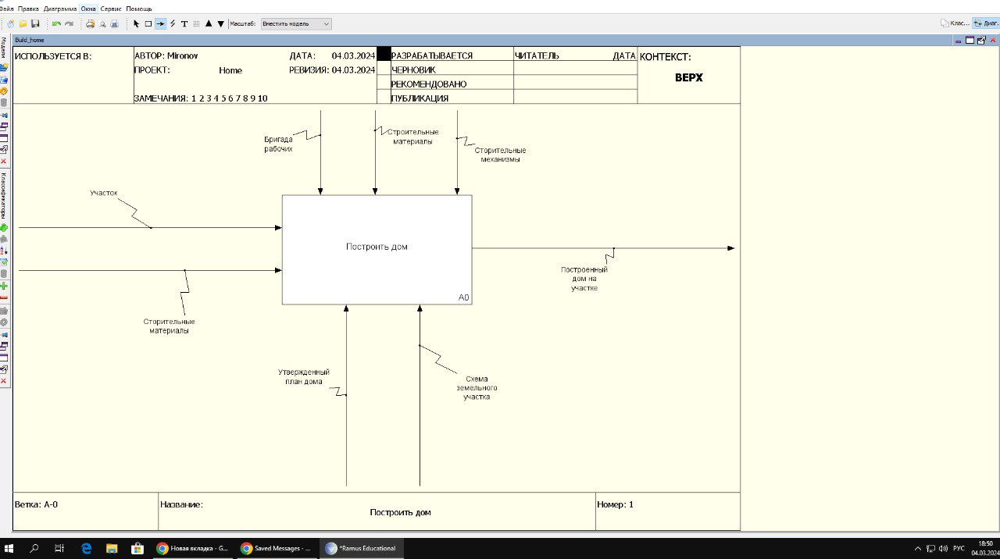 Файл Правка Диаграмма Окна Сервис Помощь
Масштаб: Вместить модель
Клас... Диаг.
Build_home
Модели
Классификаторы
ИСПОЛЬЗУЕТСЯ В:
АВТОР: Mironov ДАТА: 04.03.2024
ПРОЕКТ: Home РЕВИЗИЯ: 04.03.2024
ЗАМЕЧАНИЯ: 1 2 3 4 5 6 7 8 9 10
РАЗРАБАТЫВАЕТСЯ
ЧЕРНОВИК
РЕКОМЕНДОВАНО
ПУБЛИКАЦИЯ
ЧИТАТЕЛЬ ДАТА
КОНТЕКСТ:
ВЕРХ
Бригада
рабочих
Строительные
материалы
Сторительные
механизмы
Участок
Построить дом
A0
Построенный
дом на
участке
Сторительные
материалы
Утвержденный
план дома
Схема
земельного
участка
Ветка: A-0
Название:
Построить дом
Номер: 1
Новая вкладка - G...
Saved Messages - ...
*Ramus Educational
РУС
18:50
04.03.2024